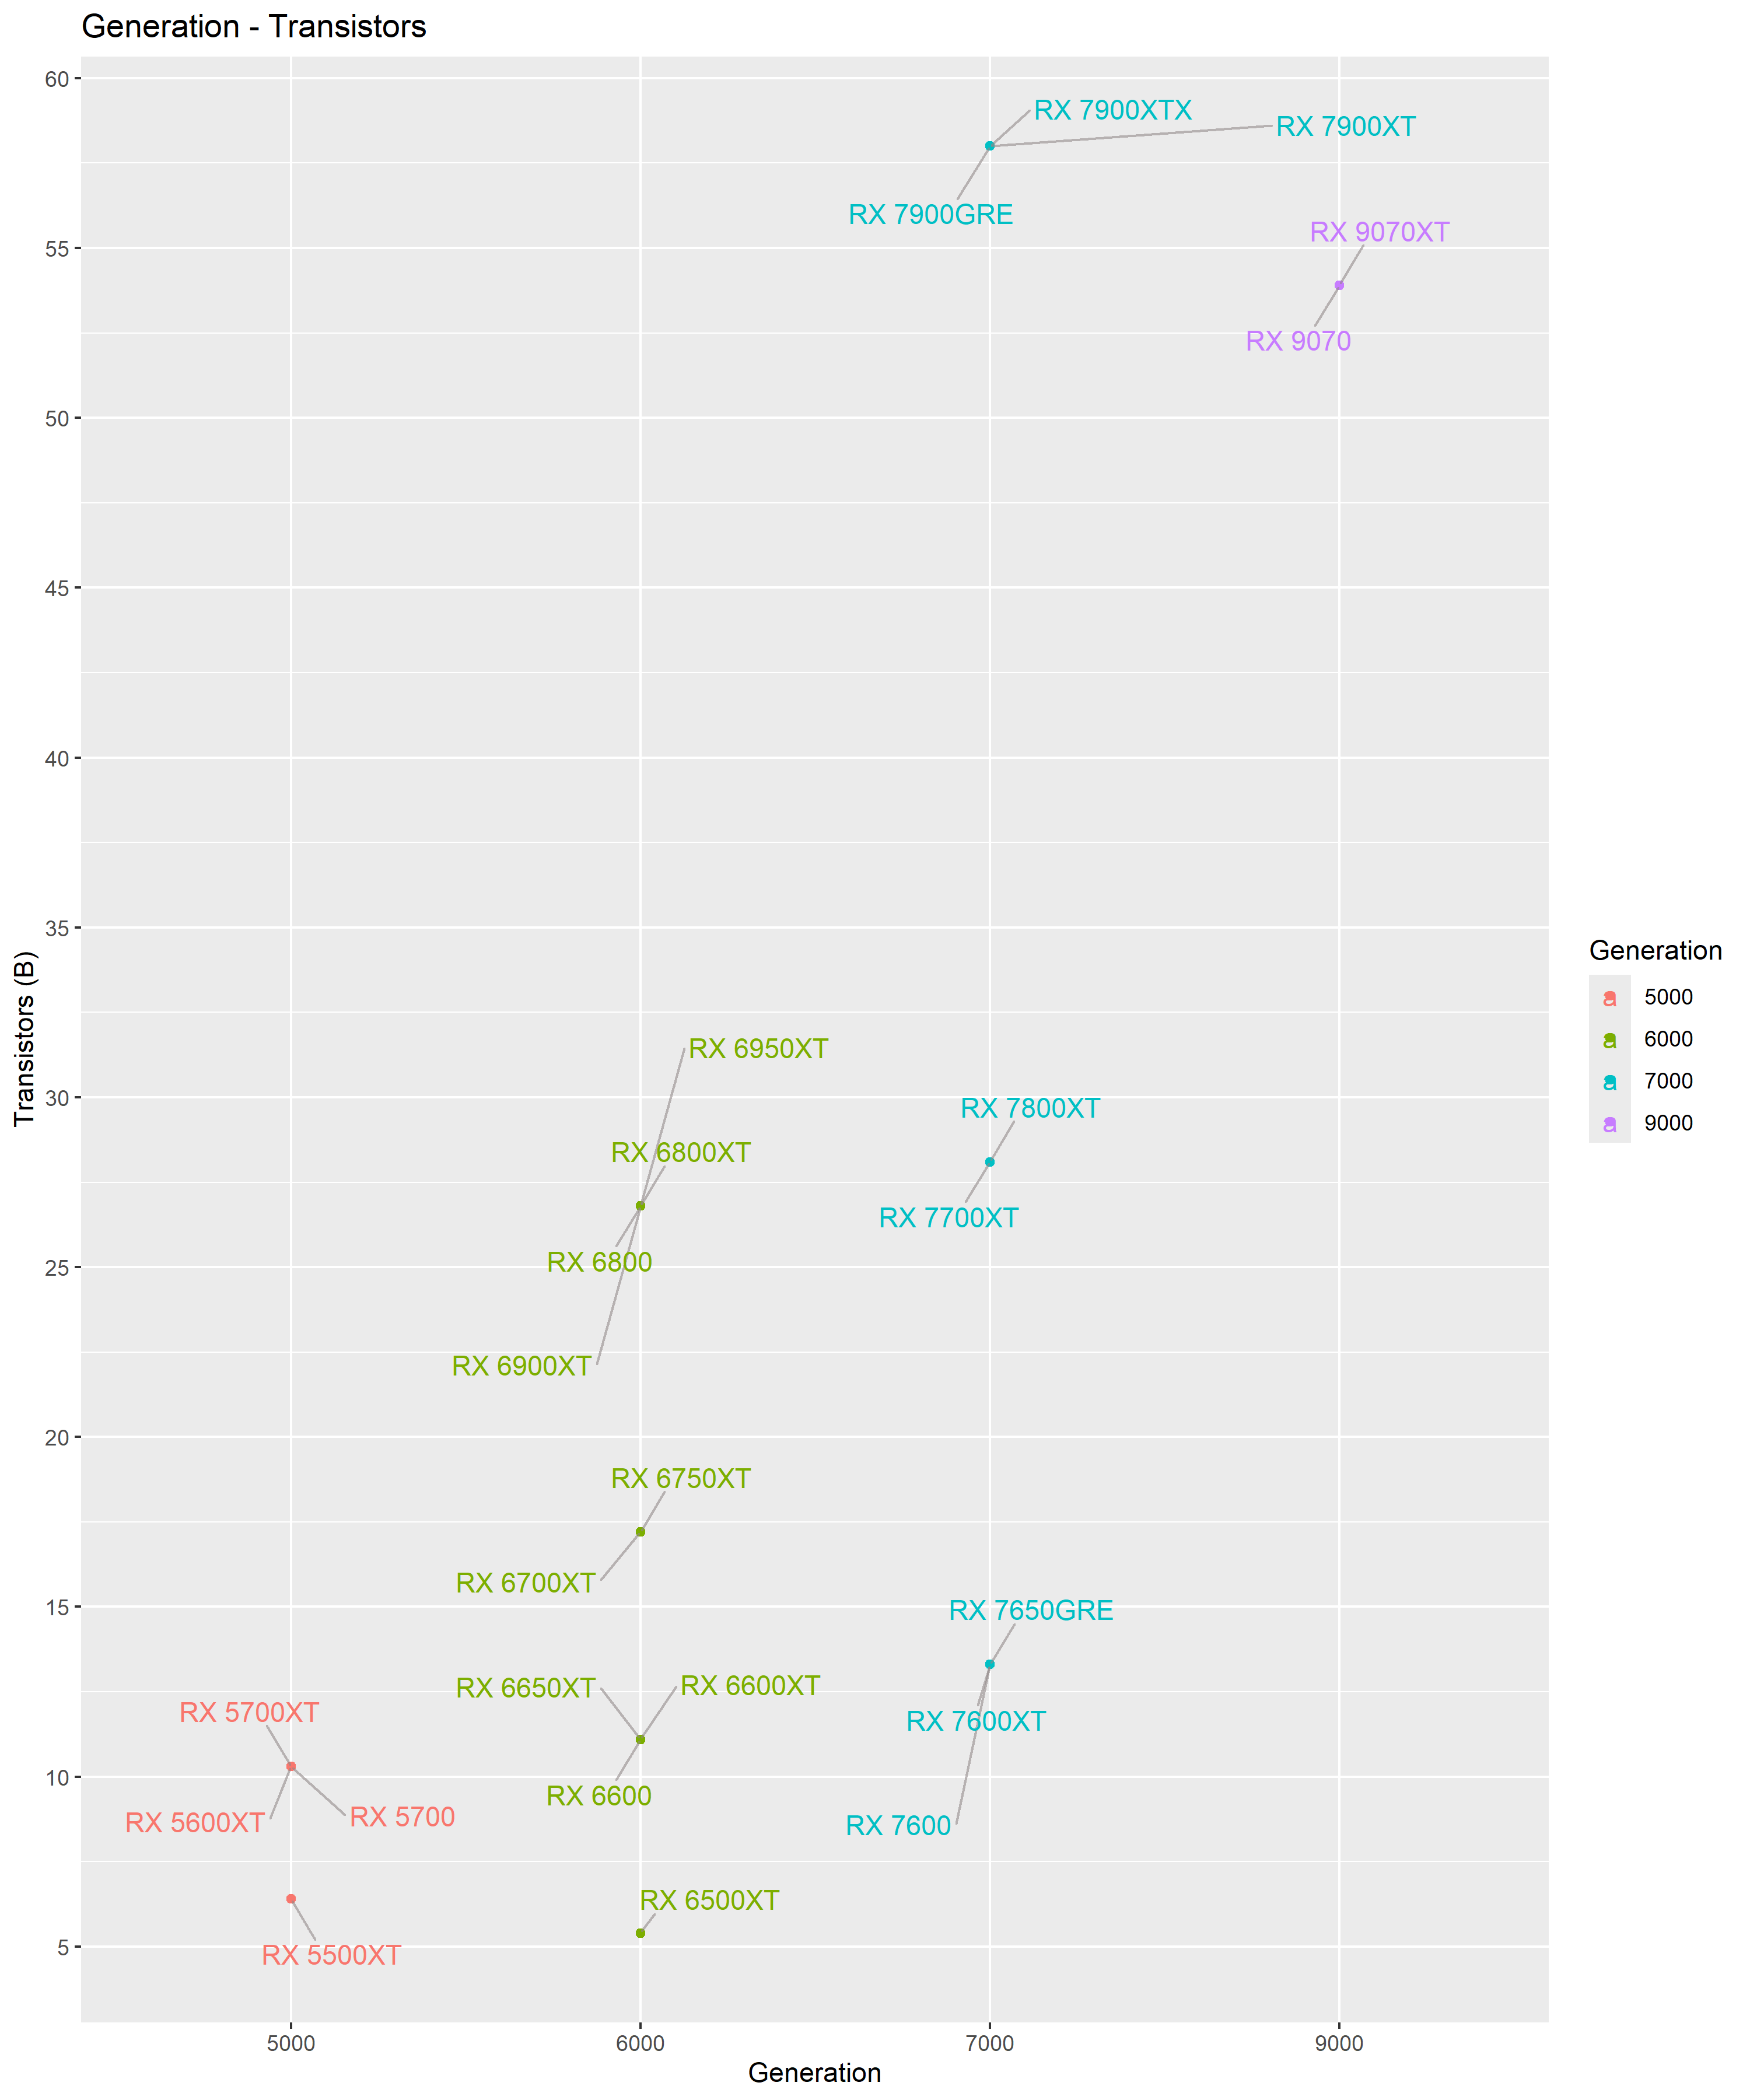 Generation - Transistors
60
RX 7900XTX
RX 7900XT
RX 7900GRE
RX 9070XT
55
RX 9070
50
45
40
35
Transistors (B)
Generation
5000
6000
7000
9000
RX 6950XT
30
RX 7800XT
RX 6800XT
RX 7700XT
RX 6800
25
RX 6900XT
20
RX 6750XT
RX 6700XT
15
RX 7650GRE
RX 6650XT
RX 6600XT
RX 5700XT
RX 7600XT
10
RX 6600
RX 5700
RX 5600XT
RX 7600
RX 6500XT
5
RX 5500XT
5000
6000
7000
9000
Generation